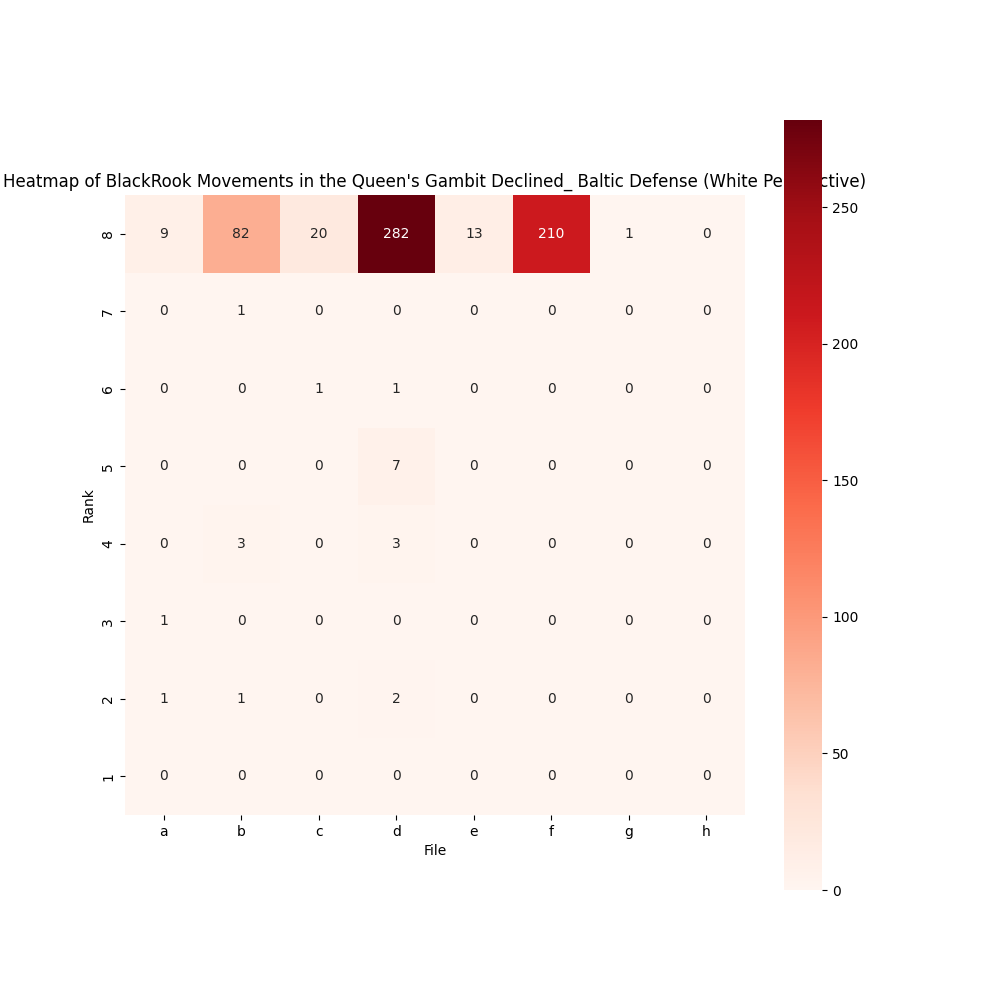 Heatmap of BlackRook Movements in the Queen's Gambit Declined_ Baltic Defense (White Pe ctive)
250
8 9 82 20 282 13 210 1 0
7 0 1 0 0 0 0 0 0
200
6 0 0 1 1 0 0 0 0
5 0 0 0 7 0 0 0 0
150
Rank
4 0 3 0 3 0 0 0 0
100
3 1 0 0 0 0 0 0 0
2 1 1 0 2 0 0 0 0
50
1 0 0 0 0 0 0 0 0
a b c d e f g h
File
0